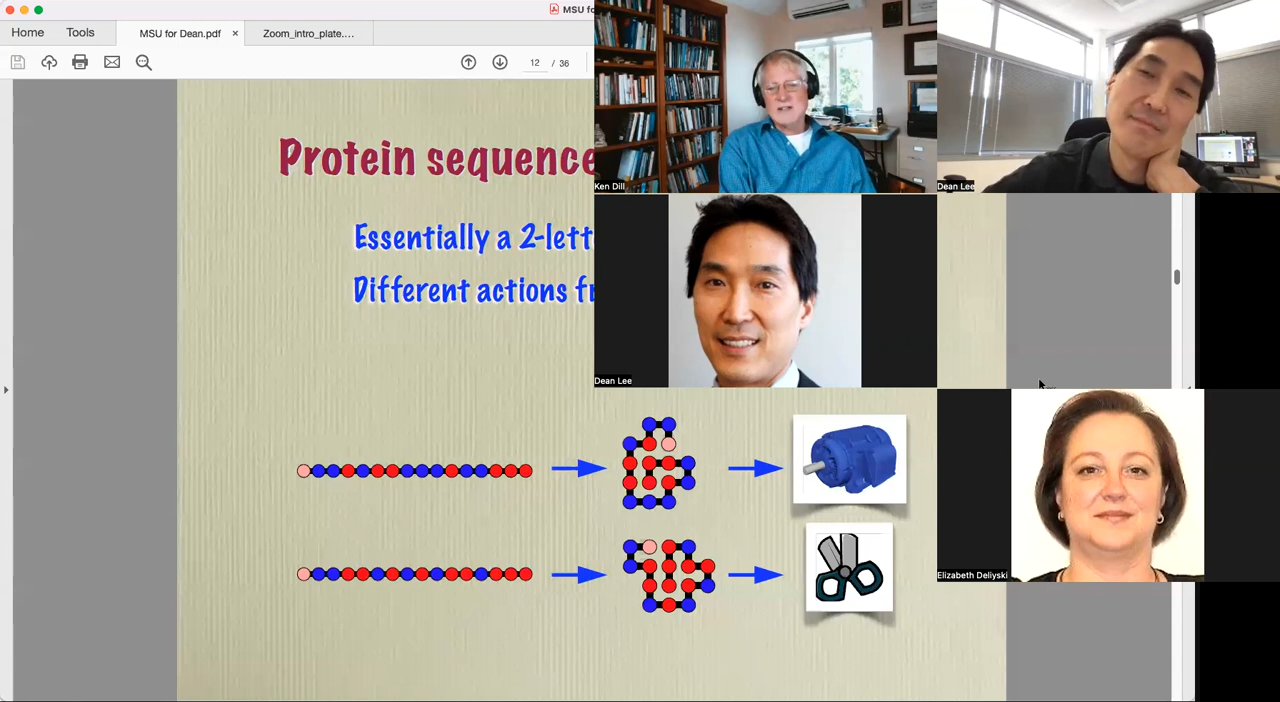 MSU fo
Home
Tools
MSU for Dean.pdf
Zoom_intro_plate....
12 / 36
Protein sequence
Essentially a 2-lett
Different actions fr
Ken Dill
Dean Lee
Dean Lee
Elizabeth Deliyski